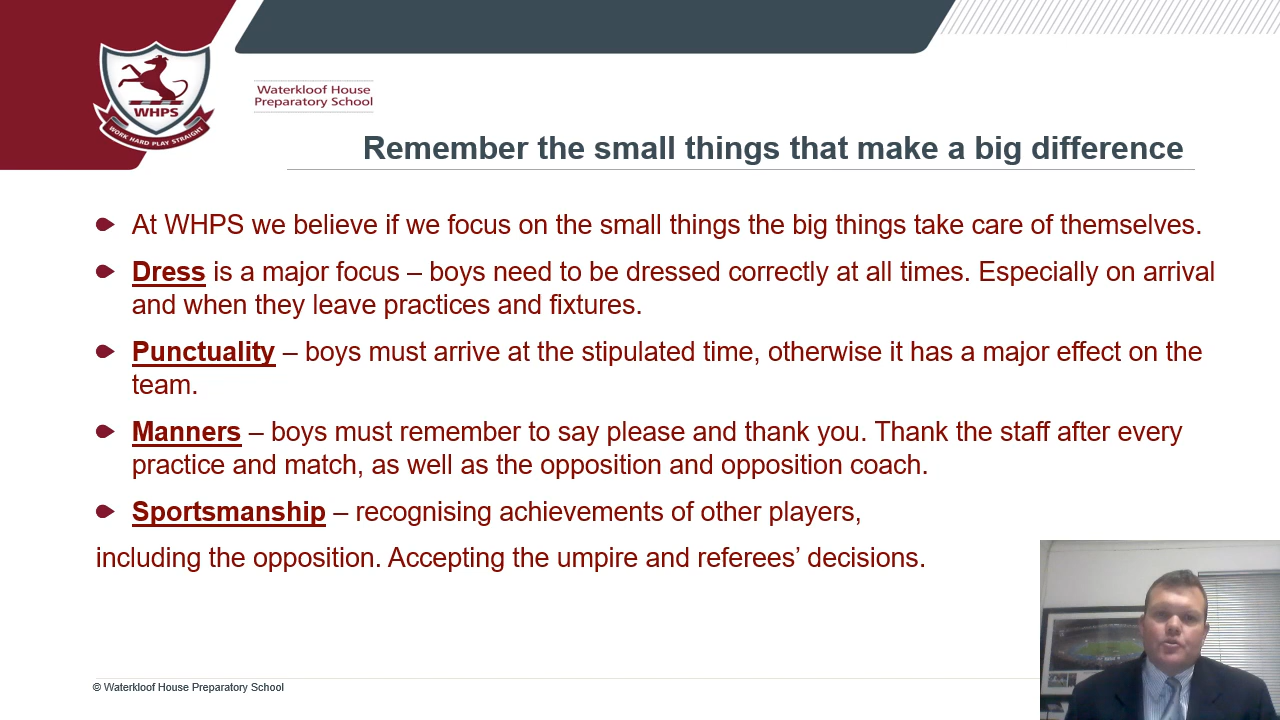 WHPS
WORK HARD PLAY STRAIGHT
Waterkloof House
Preparatory School
Remember the small things that make a big difference
At WHPS we believe if we focus on the small things the big things take care of themselves.
Dress is a major focus – boys need to be dressed correctly at all times. Especially on arrival
and when they leave practices and fixtures.
Punctuality – boys must arrive at the stipulated time, otherwise it has a major effect on the
team.
Manners – boys must remember to say please and thank you. Thank the staff after every
practice and match, as well as the opposition and opposition coach.
Sportsmanship – recognising achievements of other players,
including the opposition. Accepting the umpire and referees’ decisions.
© Waterkloof House Preparatory School